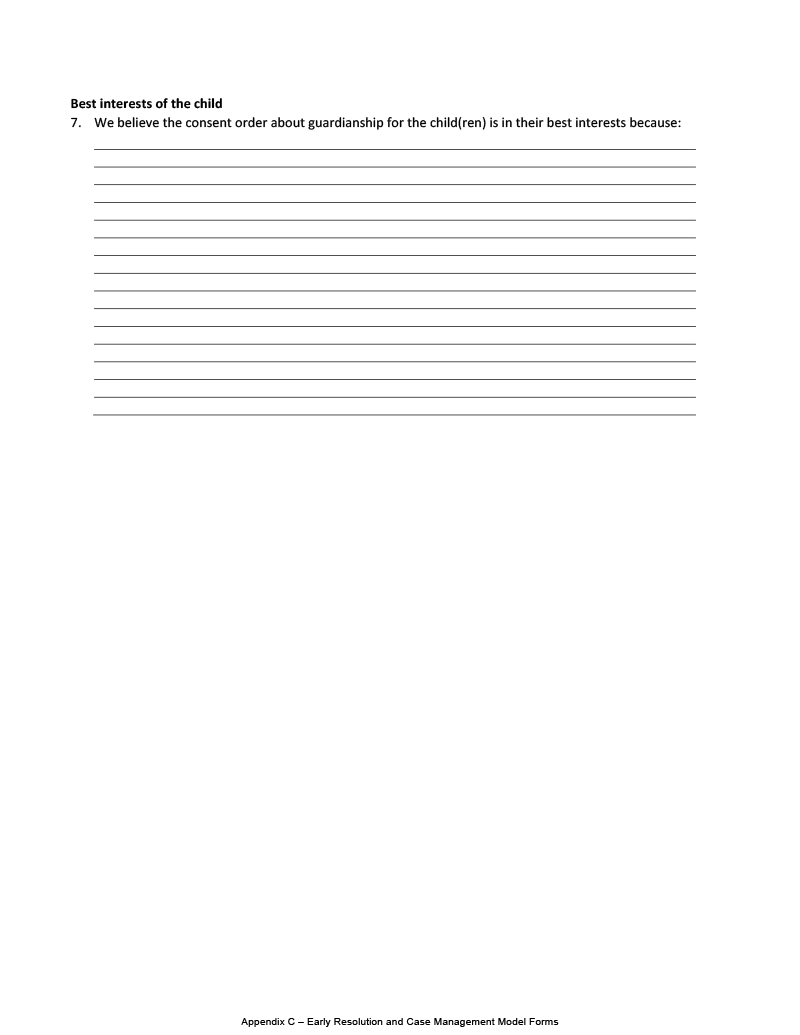 Best interests of the child
7. We believe the consent order about guardianship for the child(ren) is in their best interests because:
Appendix C – Early Resolution and Case Management Model Forms